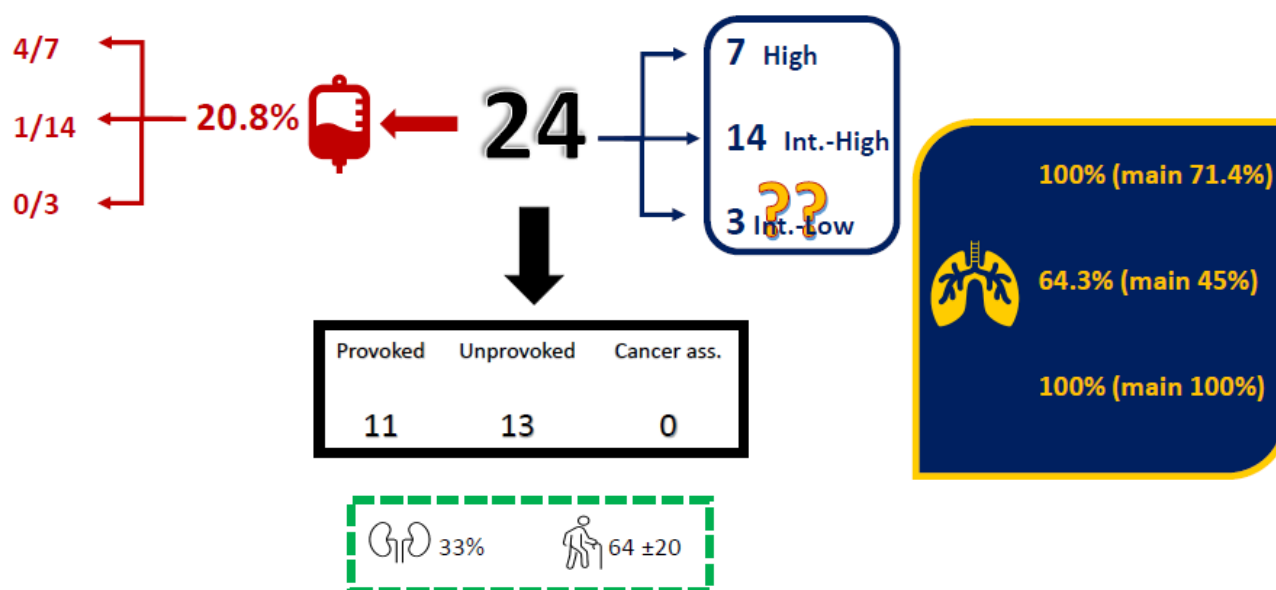 4/7
1/14
0/3
20.8%
24
7 High
14 Int.-High
??
3 Int.-Low
100% (main 71.4%)
64.3% (main 45%)
100% (main 100%)
Provoked Unprovoked Cancer ass.
11 13 0
33% 64 ±20